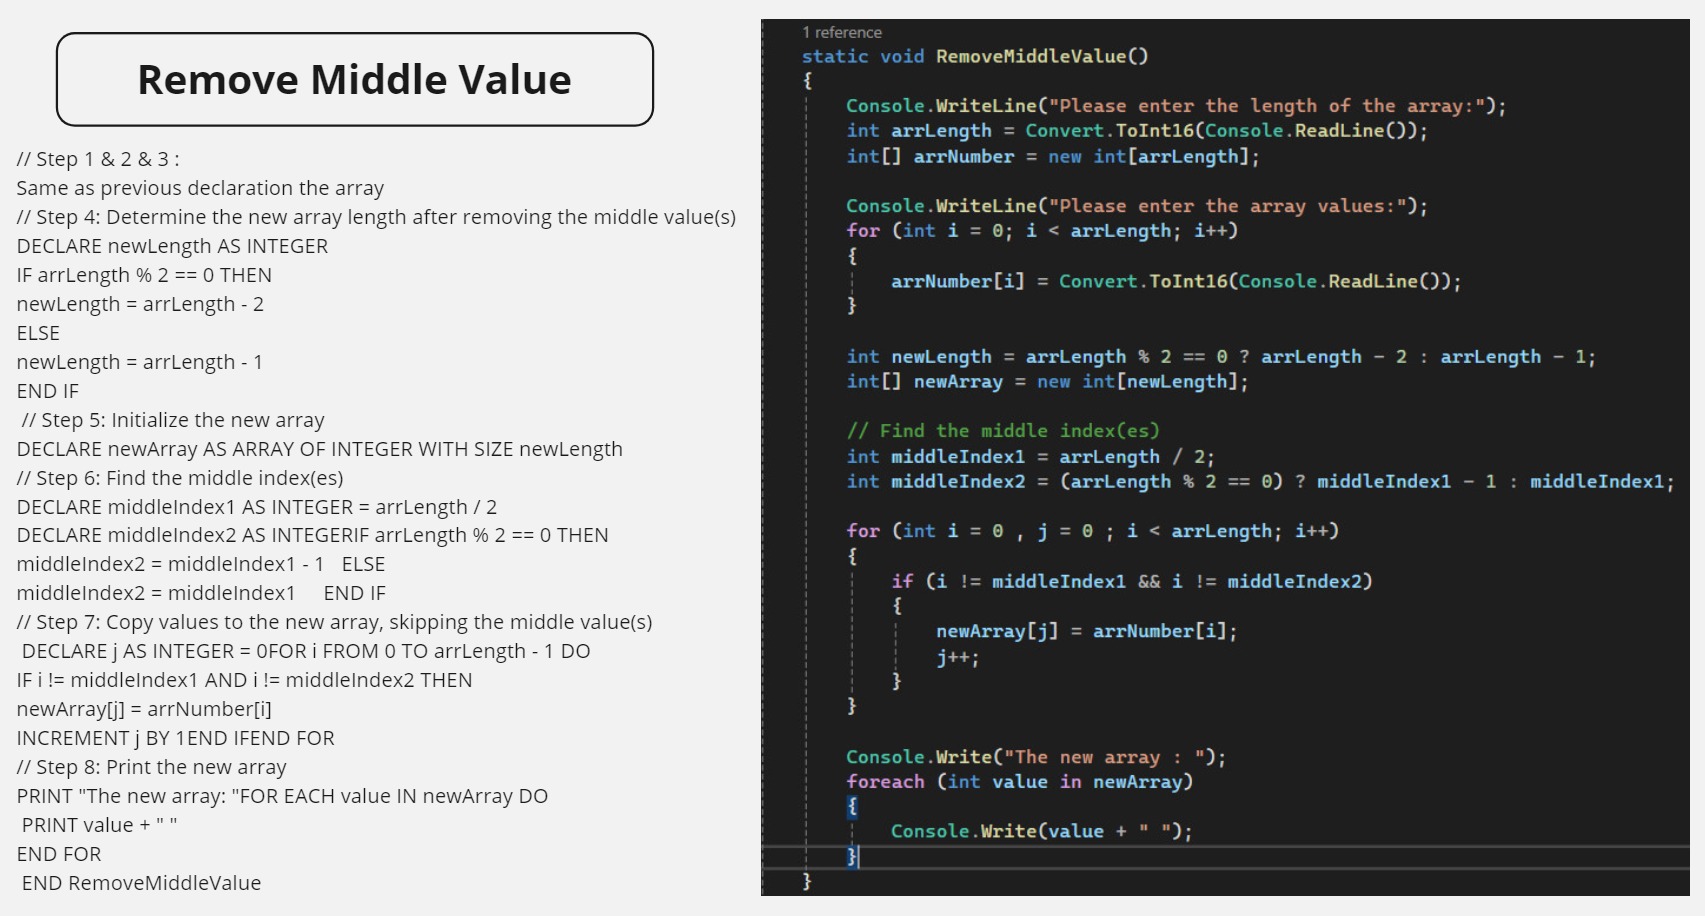 Remove Middle Value
// Step 1 & 2 & 3 :
Same as previous declaration the array
// Step 4: Determine the new array length after removing the middle value(s)
DECLARE newLength AS INTEGER
IF arrLength % 2 == 0 THEN
newLength = arrLength - 2
ELSE
newLength = arrLength - 1
END IF
// Step 5: Initialize the new array
DECLARE newArray AS ARRAY OF INTEGER WITH SIZE newLength
// Step 6: Find the middle index(es)
DECLARE middleIndex1 AS INTEGER = arrLength / 2
DECLARE middleIndex2 AS INTEGERIF arrLength % 2 == 0 THEN
middleIndex2 = middleIndex1 - 1   ELSE
middleIndex2 = middleIndex1     END IF
// Step 7: Copy values to the new array, skipping the middle value(s)
DECLARE j AS INTEGER = 0FOR i FROM 0 TO arrLength - 1 DO
IF i != middleIndex1 AND i != middleIndex2 THEN
newArray[j] = arrNumber[i]
INCREMENT j BY 1END IFEND FOR
// Step 8: Print the new array
PRINT "The new array: "FOR EACH value IN newArray DO
PRINT value + " "
END FOR
END RemoveMiddleValue
1 reference
static void RemoveMiddleValue()
{
Console.WriteLine("Please enter the length of the array:");
int arrLength = Convert.ToInt16(Console.ReadLine());
int[] arrNumber = new int[arrLength];
Console.WriteLine("Please enter the array values:");
for (int i = 0; i < arrLength; i++)
{
arrNumber[i] = Convert.ToInt16(Console.ReadLine());
}
int newLength = arrLength % 2 == 0 ? arrLength - 2 : arrLength - 1;
int[] newArray = new int[newLength];
// Find the middle index(es)
int middleIndex1 = arrLength / 2;
int middleIndex2 = (arrLength % 2 == 0) ? middleIndex1 - 1 : middleIndex1;
for (int i = 0 , j = 0 ; i < arrLength; i++)
{
if (i != middleIndex1 && i != middleIndex2)
{
newArray[j] = arrNumber[i];
j++;
}
}
Console.Write("The new array : ");
foreach (int value in newArray)
{
Console.Write(value + " ");
}
}